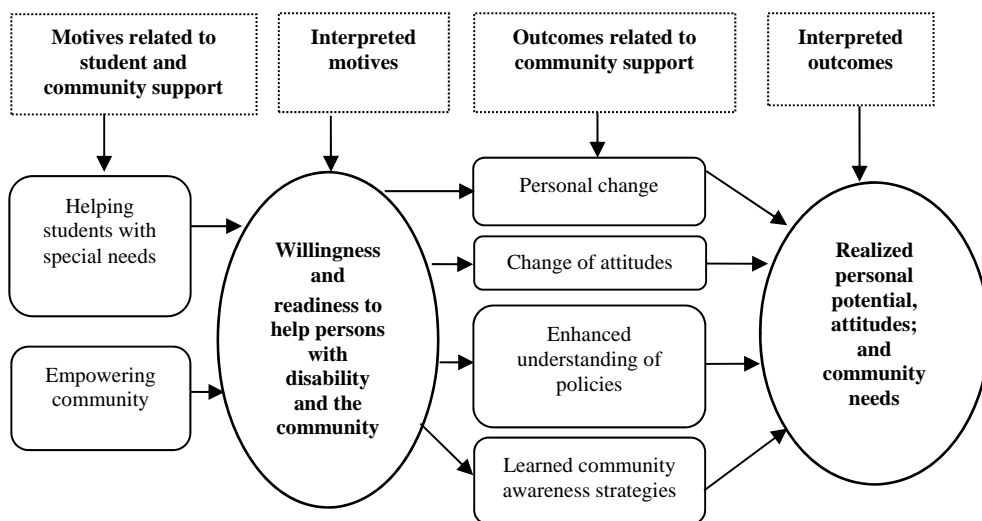 Motives related to
student and
community support
Interpreted
motives
Outcomes related to
community support
Interpreted
outcomes
Helping
students with
special needs
Empowering
community
Willingness
and
readiness to
help persons
with
disability
and the
community
Personal change
Change of attitudes
Enhanced
understanding of
policies
Learned community
awareness strategies
Realized
personal
potential,
attitudes;
and
community
needs